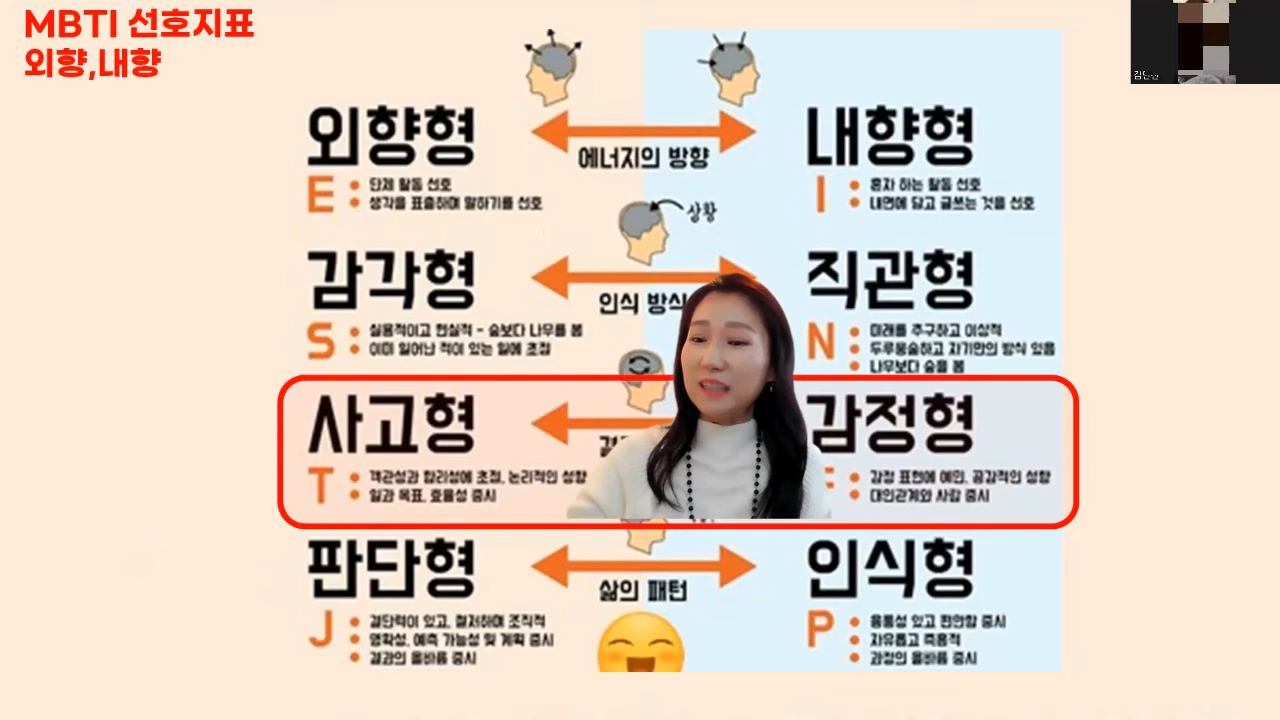 MBTI 선호지표
외향,내향
외향형
내향형
에너지의 방향
E : 단체 활동 선호
생각을 표출하며 말하기를 선호
I : 혼자 하는 활동 선호
내면에 담고 글쓰는 것을 선호
상황
감각형
직관형
인식 방식
S : 실용적이고 현실적 - 숲보다 나무를 봄
이미 일어난 적이 있는 일에 초점
N : 미래를 추구하고 이상적
두루뭉술하고 자기만의 방식 있음
나무보다 숲을 봄
사고형
감정형
T : 객관성과 합리성에 초점, 논리적인 성향
일과 목표, 효율성 중시
감정 표현에 예민, 공감적인 성향
대인관계와 사람 중시
판단형
인식형
삶의 패턴
J : 결단력이 있고, 철저하며 조직적
명확성, 예측 가능성 및 계획 중시
결과의 올바름 중시
P : 융통성 있고 편안함 중시
자유롭고 즉흥적
과정의 올바름 중시